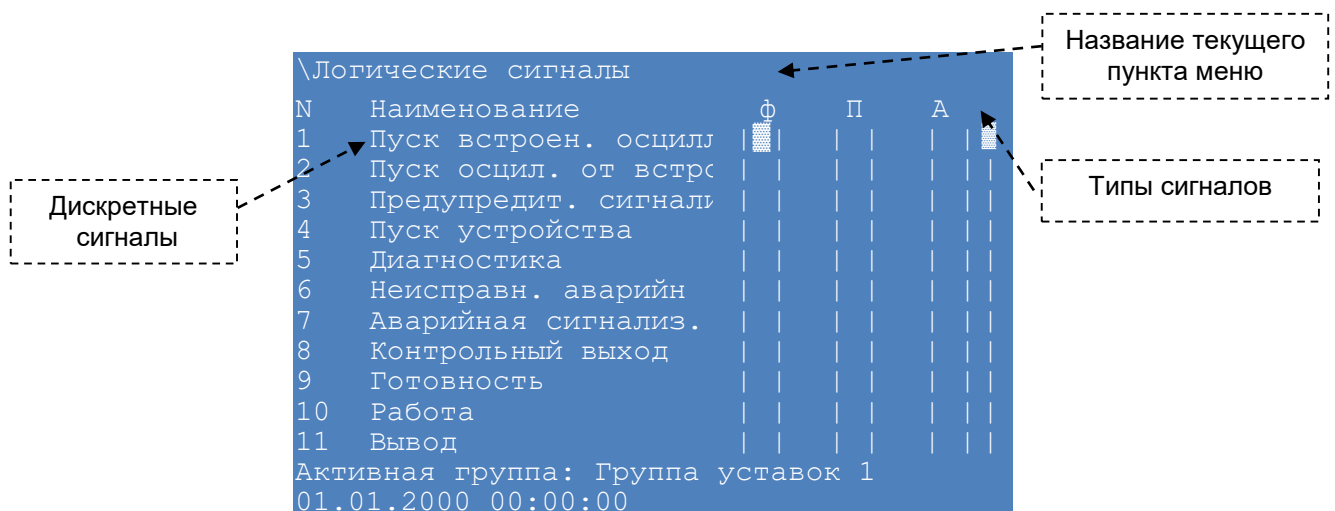 Название текущего
пункта меню
\Логические сигналы
N Наименование ф П А
1 Пуск встроен. осцилл
2 Пуск осцил. от встро
3 Предупредит. сигнали
4 Пуск устройства
5 Диагностика
6 Неисправн. аварийн
7 Аварийная сигнализ.
8 Контрольный выход
9 Готовность
10 Работа
11 Вывод
Активная группа: Группа уставок 1
01.01.2000 00:00:00
Дискретные
сигналы
Типы сигналов